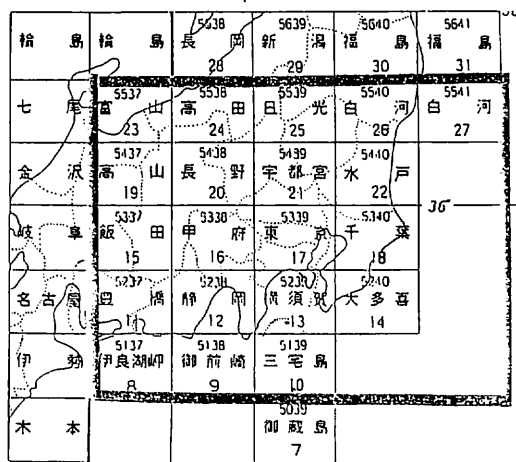 5638 5639 5640 5641
輪島 輪島 長岡 新潟 福島 福島
28 29 30 31
5537 5538 5539 5540 5541
七尾 富山 高田 日光 白河 白河
23 24 25 26 27
5437 5438 5439 5440
金沢 高山 長野 宇都宮 水戸
19 20 21 22
36°
5337 5338 5339 5340
岐阜 飯田 甲府 東京 千葉
15 16 17 18
5237 5238 5239 5240
名古屋 豊橋 静岡 横須賀 大多喜
11 12 13 14
5137 5138 5139
伊勢 伊良湖岬 御前崎 三宅島
8 9 10
5039
木本 御蔵島
7